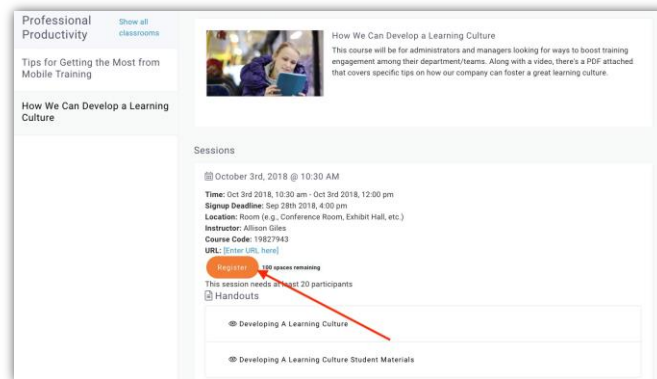 Professional
Productivity
Show all
classrooms
Tips for Getting the Most from
Mobile Training
How We Can Develop a Learning
Culture
How We Can Develop a Learning Culture
This course will be for administrators and managers looking for ways to boost training
engagement among their department/teams. Along with a video, there's a PDF attached
that covers specific tips on how our company can foster a great learning culture.
Sessions
October 3rd, 2018 @ 10:30 AM
Time: Oct 3rd 2018, 10:30 am - Oct 3rd 2018, 12:00 pm
Signup Deadline: Sep 28th 2018, 4:00 pm
Location: Room (e.g., Conference Room, Exhibit Hall, etc.)
Instructor: Allison Giles
Course Code: 19827943
URL: [Enter URL here]
Register 100 spaces remaining
This session needs at least 20 participants
Handouts
Developing A Learning Culture
Developing A Learning Culture Student Materials